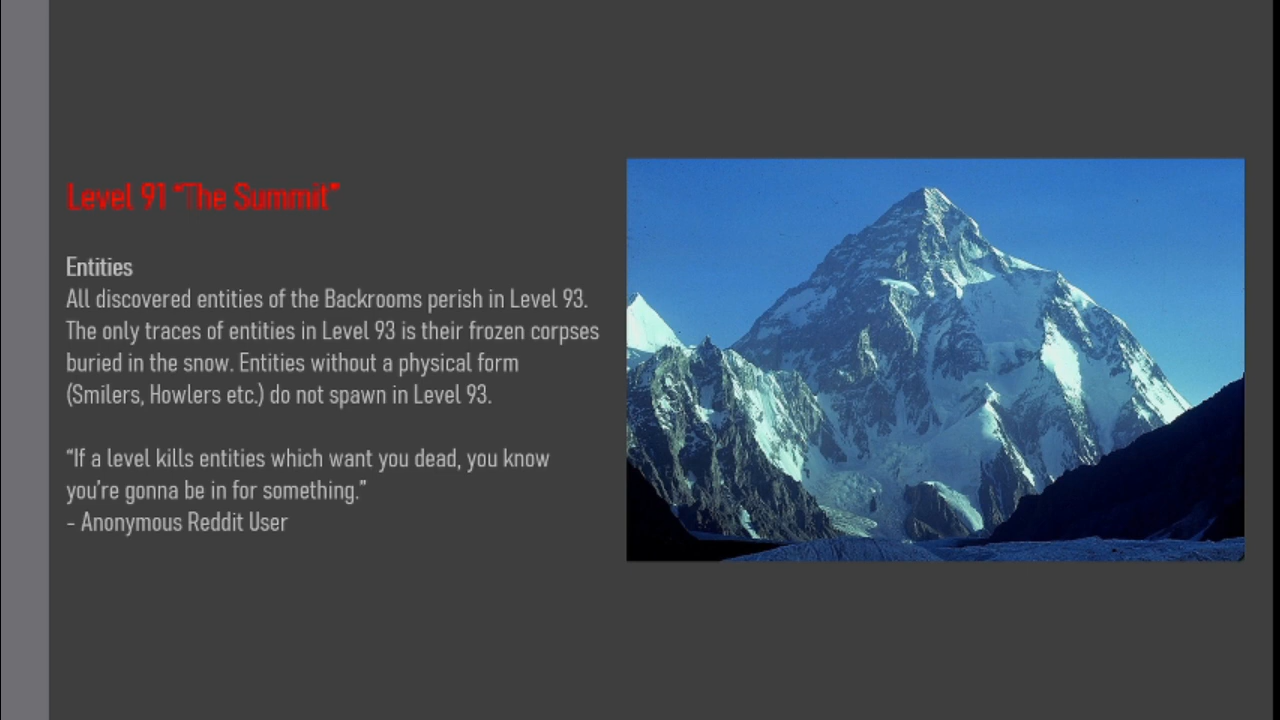 Level 91 “The Summit”
Entities
All discovered entities of the Backrooms perish in Level 93.
The only traces of entities in Level 93 is their frozen corpses
buried in the snow. Entities without a physical form
(Smilers, Howlers etc.) do not spawn in Level 93.
“If a level kills entities which want you dead, you know
you’re gonna be in for something.”
- Anonymous Reddit User